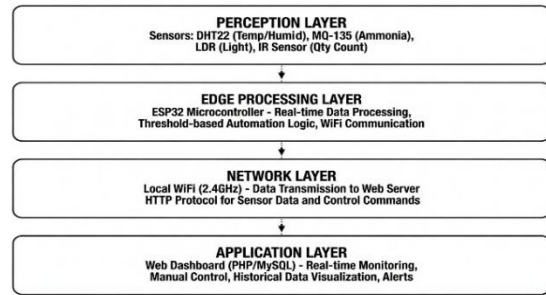 PERCEPTION LAYER
Sensors: DHT22 (Temp/Humid), MQ-135 (Ammonia),
LDR (Light), IR Sensor (Qty Count)
EDGE PROCESSING LAYER
ESP32 Microcontroller - Real-time Data Processing,
Threshold-based Automation Logic, WiFi Communication
NETWORK LAYER
Local WiFi (2.4GHz) - Data Transmission to Web Server
HTTP Protocol for Sensor Data and Control Commands
APPLICATION LAYER
Web Dashboard (PHP/MySQL) - Real-time Monitoring,
Manual Control, Historical Data Visualization, Alerts